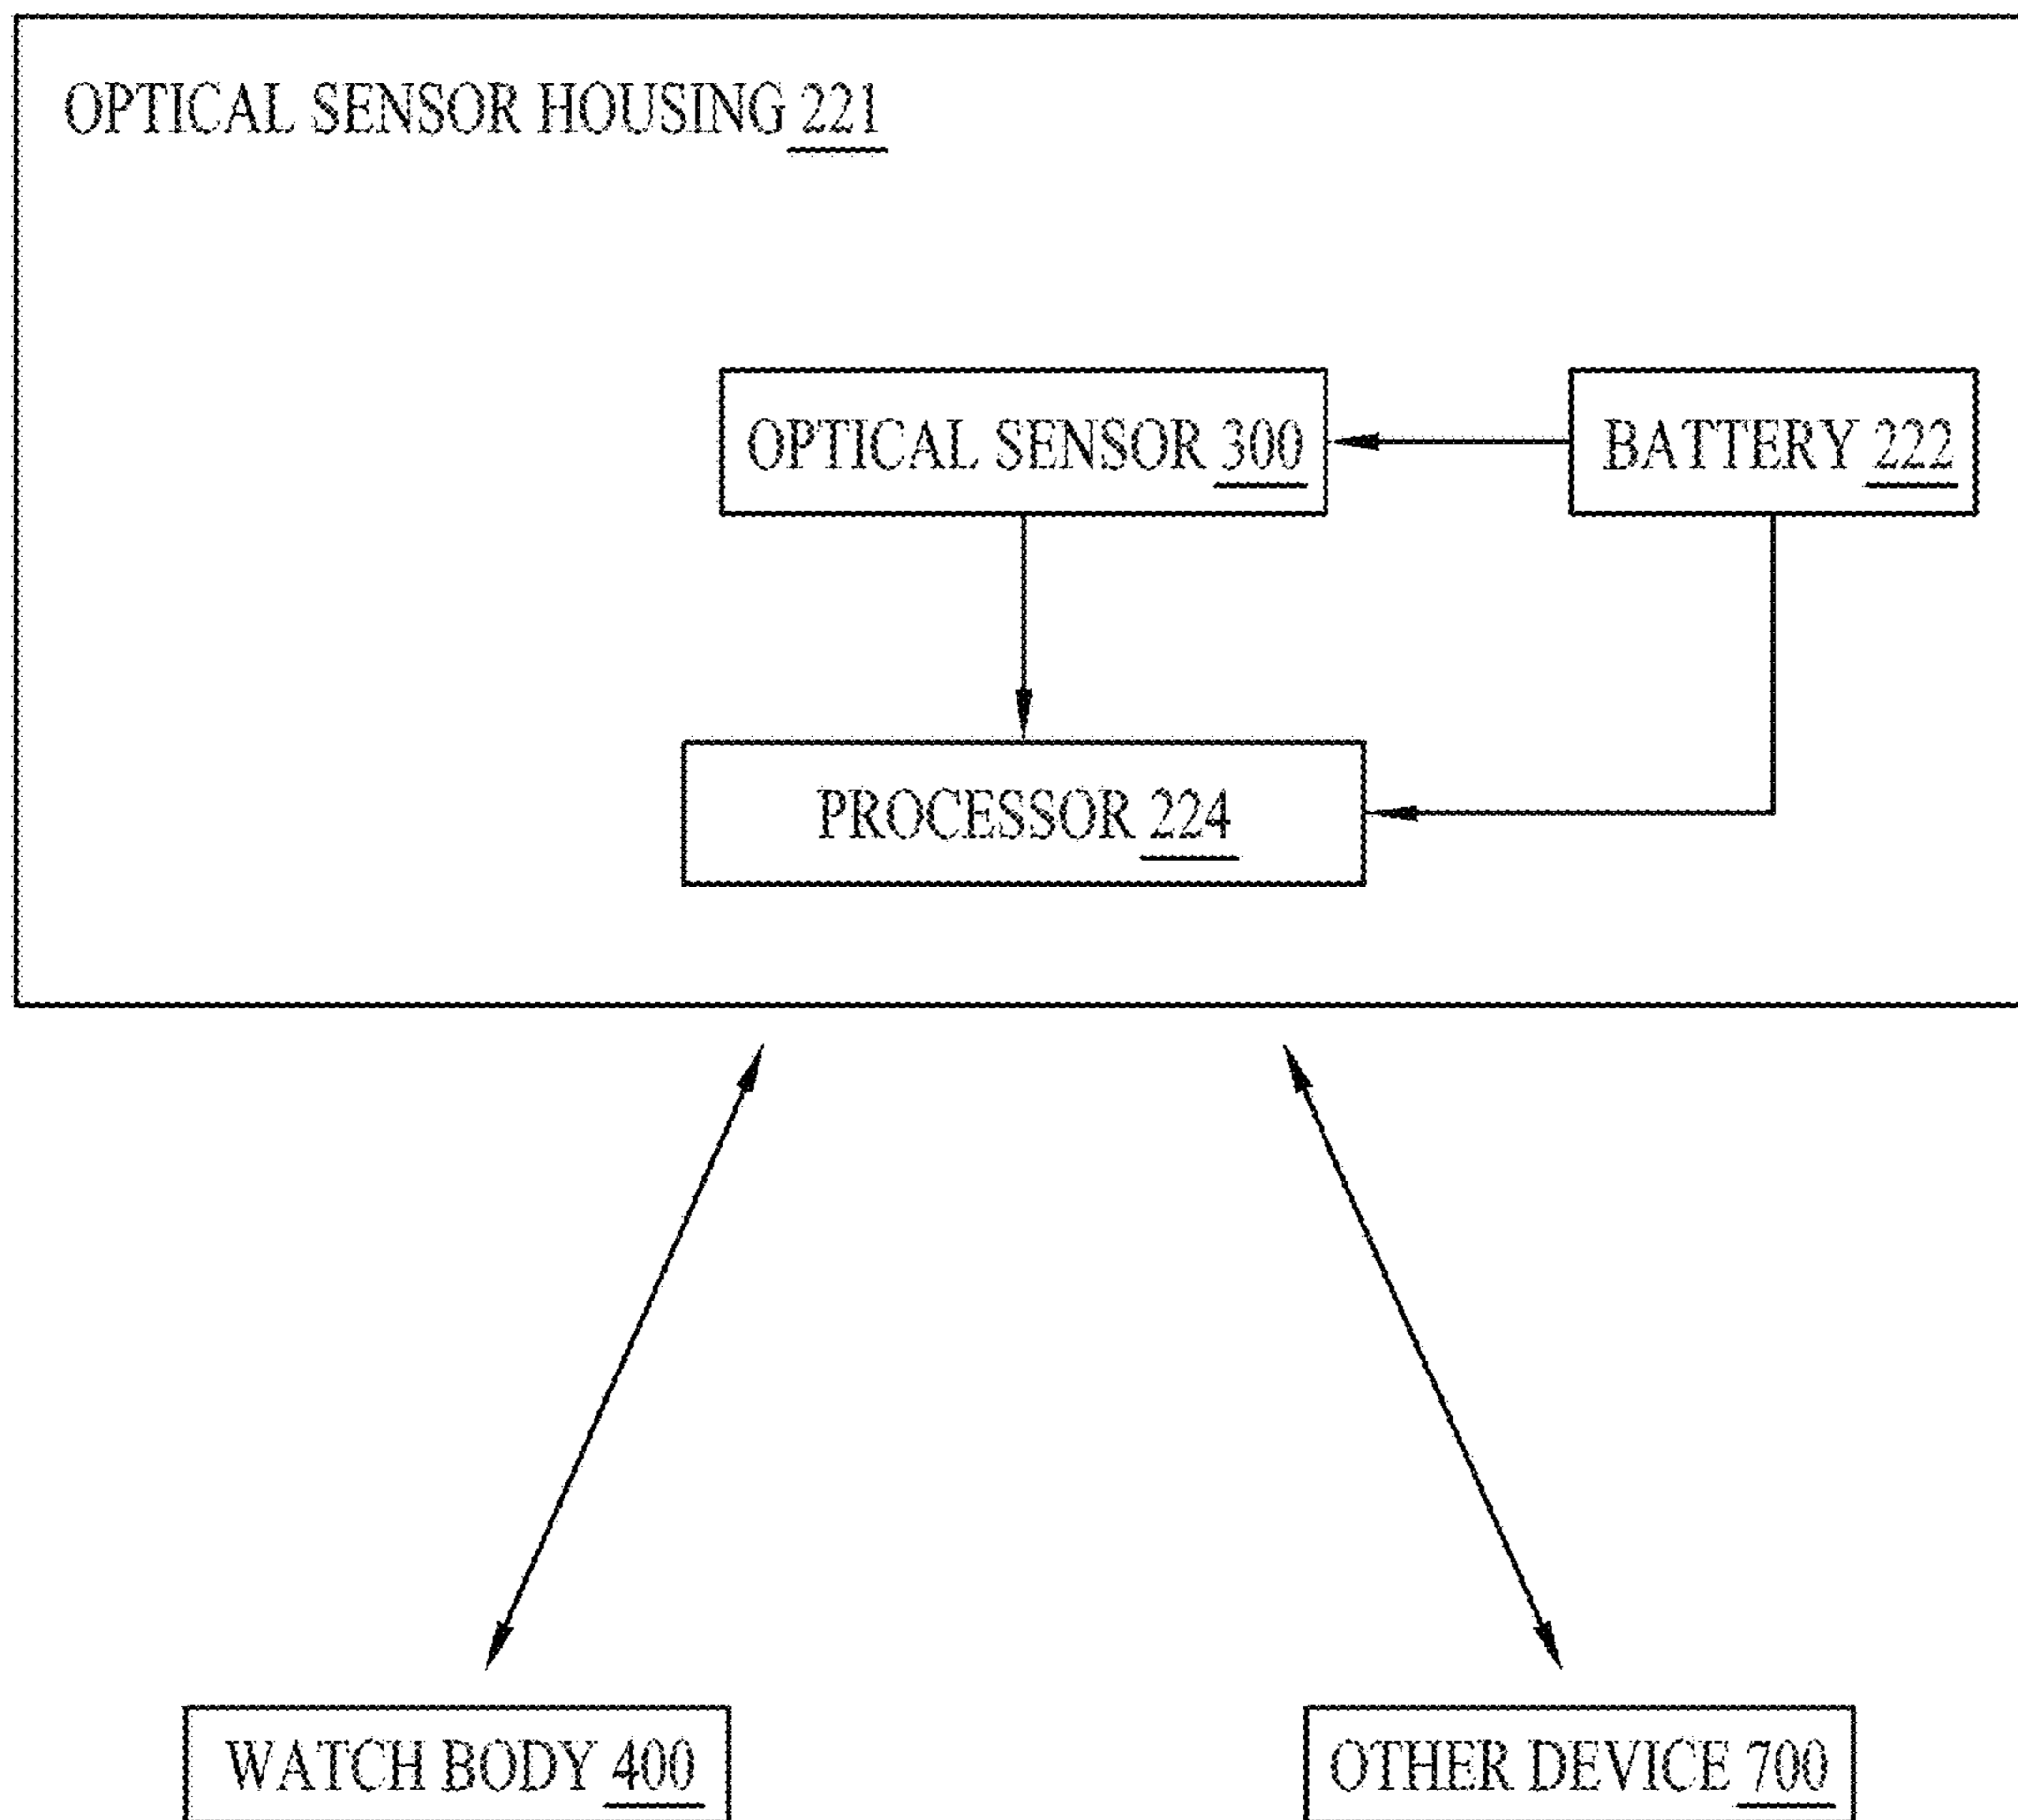 OPTICAL SENSOR HOUSING 221
OPTICAL SENSOR 300
BATTERY 222
PROCESSOR 224
WATCH BODY 400
OTHER DEVICE 700